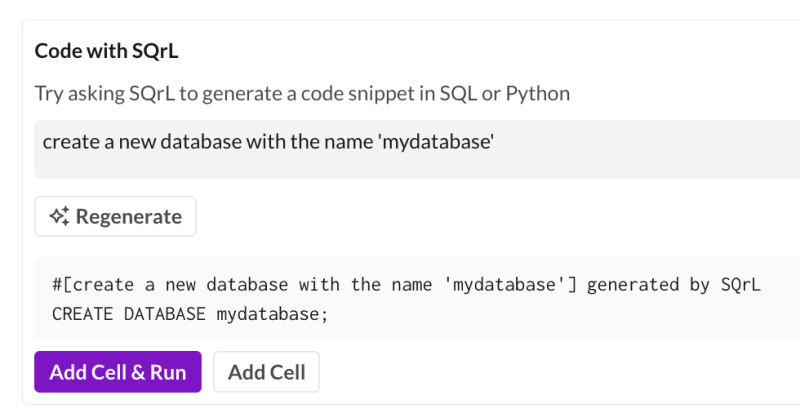 Code with SQrL
Try asking SQrL to generate a code snippet in SQL or Python
create a new database with the name 'mydatabase'
Regenerate
#[create a new database with the name 'mydatabase'] generated by SQrL
CREATE DATABASE mydatabase;
Add Cell & Run Add Cell